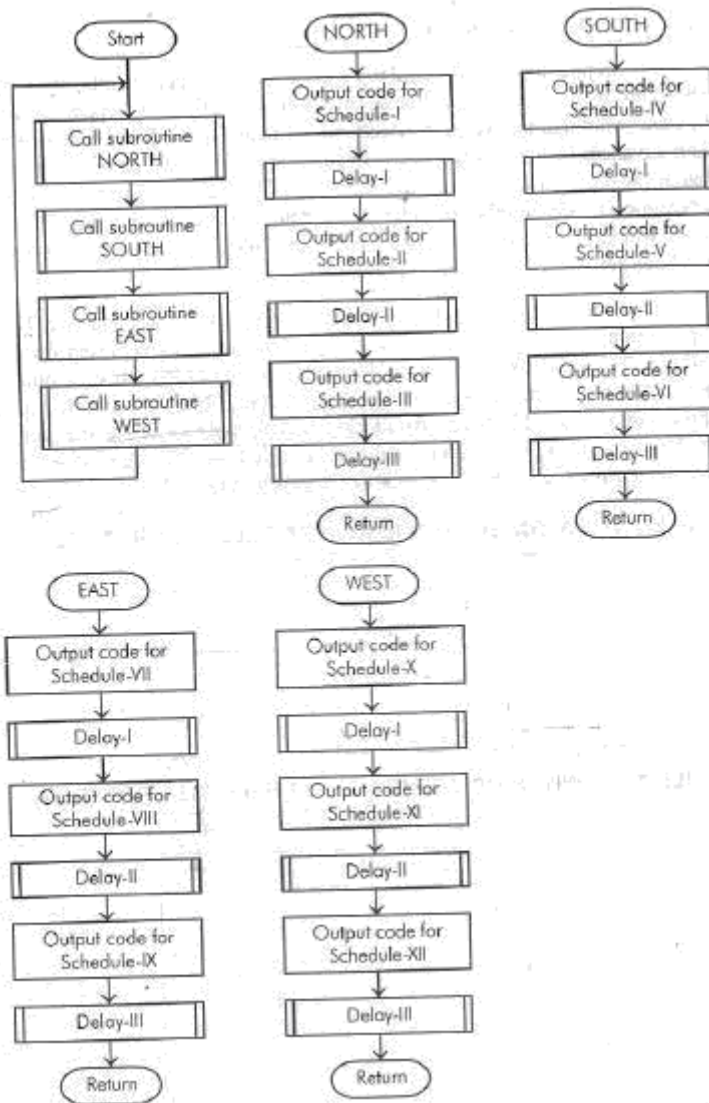 Start
Call subroutine
NORTH
Call subroutine
SOUTH
Call subroutine
EAST
Call subroutine
WEST
NORTH
Output code for
Schedule-I
Delay-I
Output code for
Schedule-II
Delay-II
Output code for
Schedule-III
Delay-III
Return
SOUTH
Output code for
Schedule-IV
Delay-I
Output code for
Schedule-V
Delay-II
Output code for
Schedule-VI
Delay-III
Return
EAST
Output code for
Schedule-VII
Delay-I
Output code for
Schedule-VIII
Delay-II
Output code for
Schedule-IX
Delay-III
Return
WEST
Output code for
Schedule-X
Delay-I
Output code for
Schedule-XI
Delay-II
Output code for
Schedule-XII
Delay-III
Return